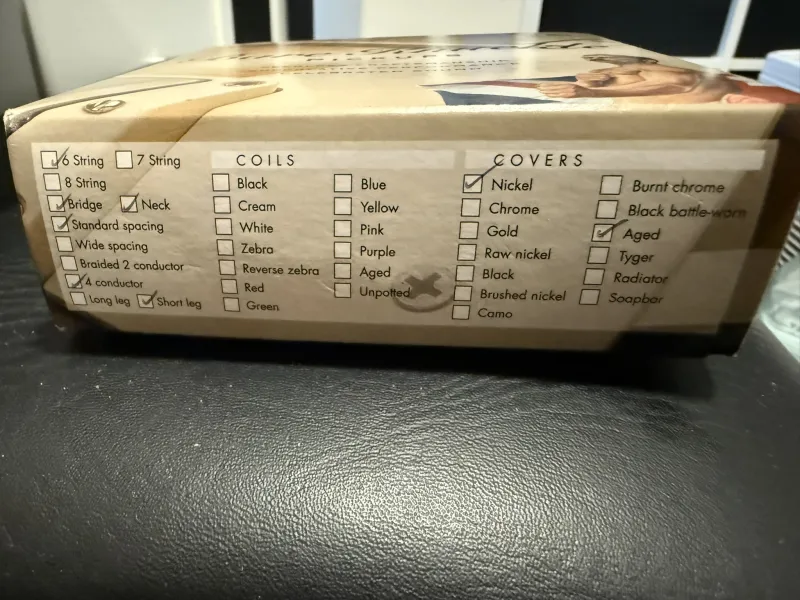 PICKUPS
6 String 7 String
8 String
Bridge Neck
Standard spacing
Wide spacing
Braided 2 conductor
4 conductor
Long leg Short leg
COILS
Black
Cream
White
Zebra
Reverse zebra
Red
Green
Blue
Yellow
Pink
Purple
Aged
Unpotted
COVERS
Nickel
Chrome
Gold
Raw nickel
Black
Brushed nickel
Camo
Burnt chrome
Black battle-worn
Aged
Tyger
Radiator
Soapbar